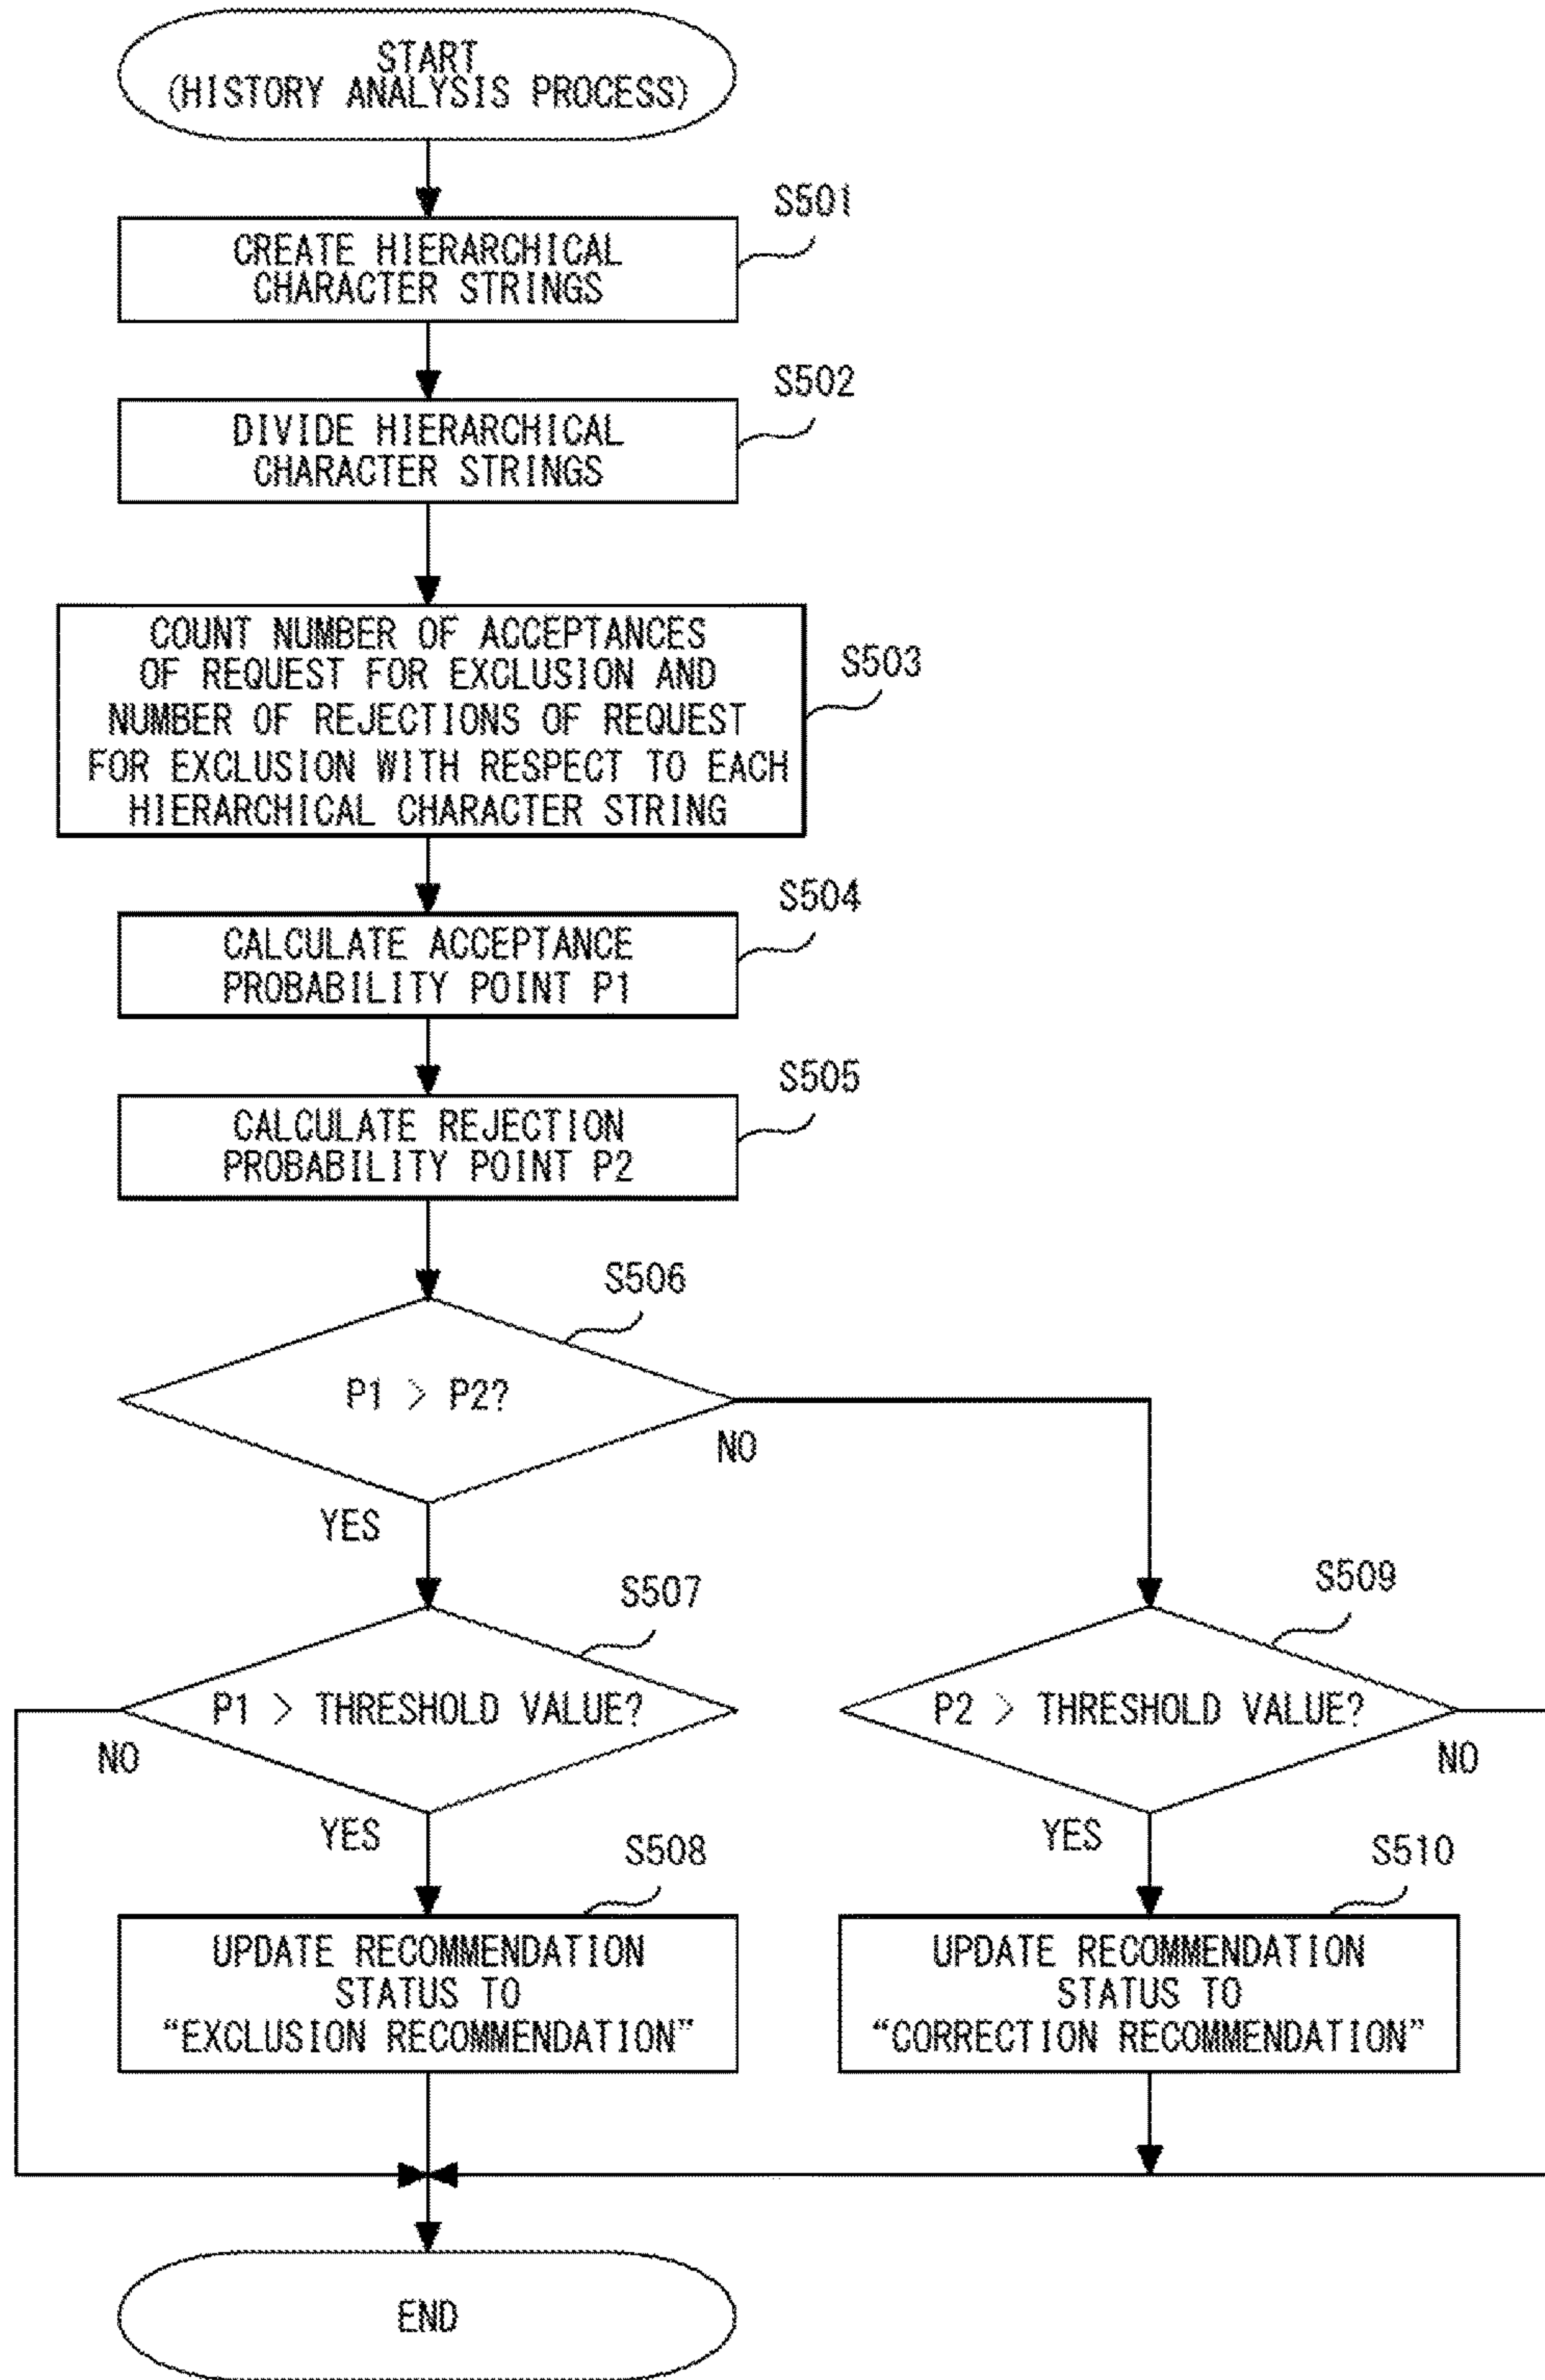 START
(HISTORY ANALYSIS PROCESS)
S501
CREATE HIERARCHICAL
CHARACTER STRINGS
S502
DIVIDE HIERARCHICAL
CHARACTER STRINGS
S503
COUNT NUMBER OF ACCEPTANCES
OF REQUEST FOR EXCLUSION AND
NUMBER OF REJECTIONS OF REQUEST
FOR EXCLUSION WITH RESPECT TO EACH
HIERARCHICAL CHARACTER STRING
S504
CALCULATE ACCEPTANCE
PROBABILITY POINT P1
S505
CALCULATE REJECTION
PROBABILITY POINT P2
S506
P1 > P2?
NO
YES
S507
P1 > THRESHOLD VALUE?
NO
YES
S509
P2 > THRESHOLD VALUE?
NO
YES
S508
UPDATE RECOMMENDATION
STATUS TO
“EXCLUSION RECOMMENDATION”
S510
UPDATE RECOMMENDATION
STATUS TO
“CORRECTION RECOMMENDATION”
END